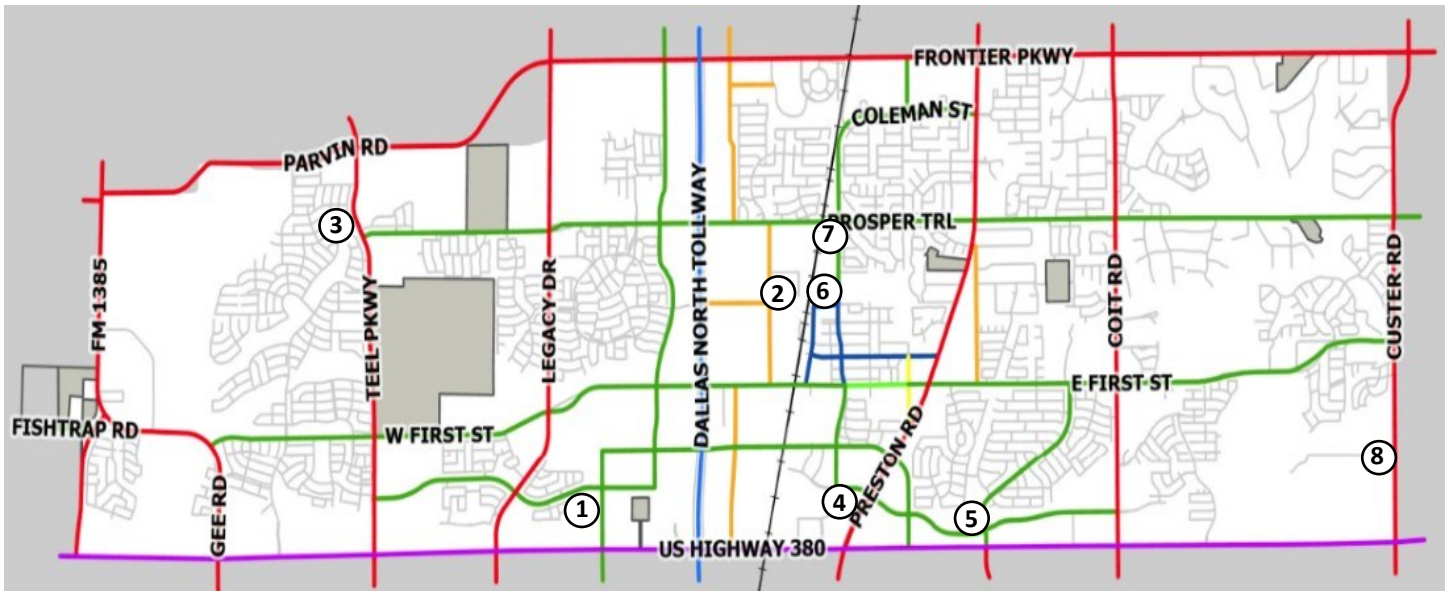 FRONTIER PKWY
COLEMAN ST
PARVIN RD
DALLAS NORTH TOLLWAY
3
PROSPER TRL
7
FM 1385
TEEL PKWY
LEGACY DR
2
6
COIT RD
CUSTER RD
E FIRST ST
FISHTRAP RD
W FIRST ST
PRESTON RD
8
GEE RD
1
4
5
US HIGHWAY 380